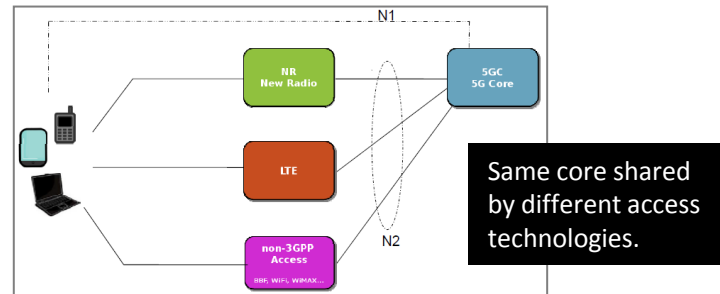 N1
NR
New Radio
5GC
5G Core
LTE
Same core shared
by different access
technologies.
N2
non-3GPP
Access
BBF, WiFi, WiMAX...